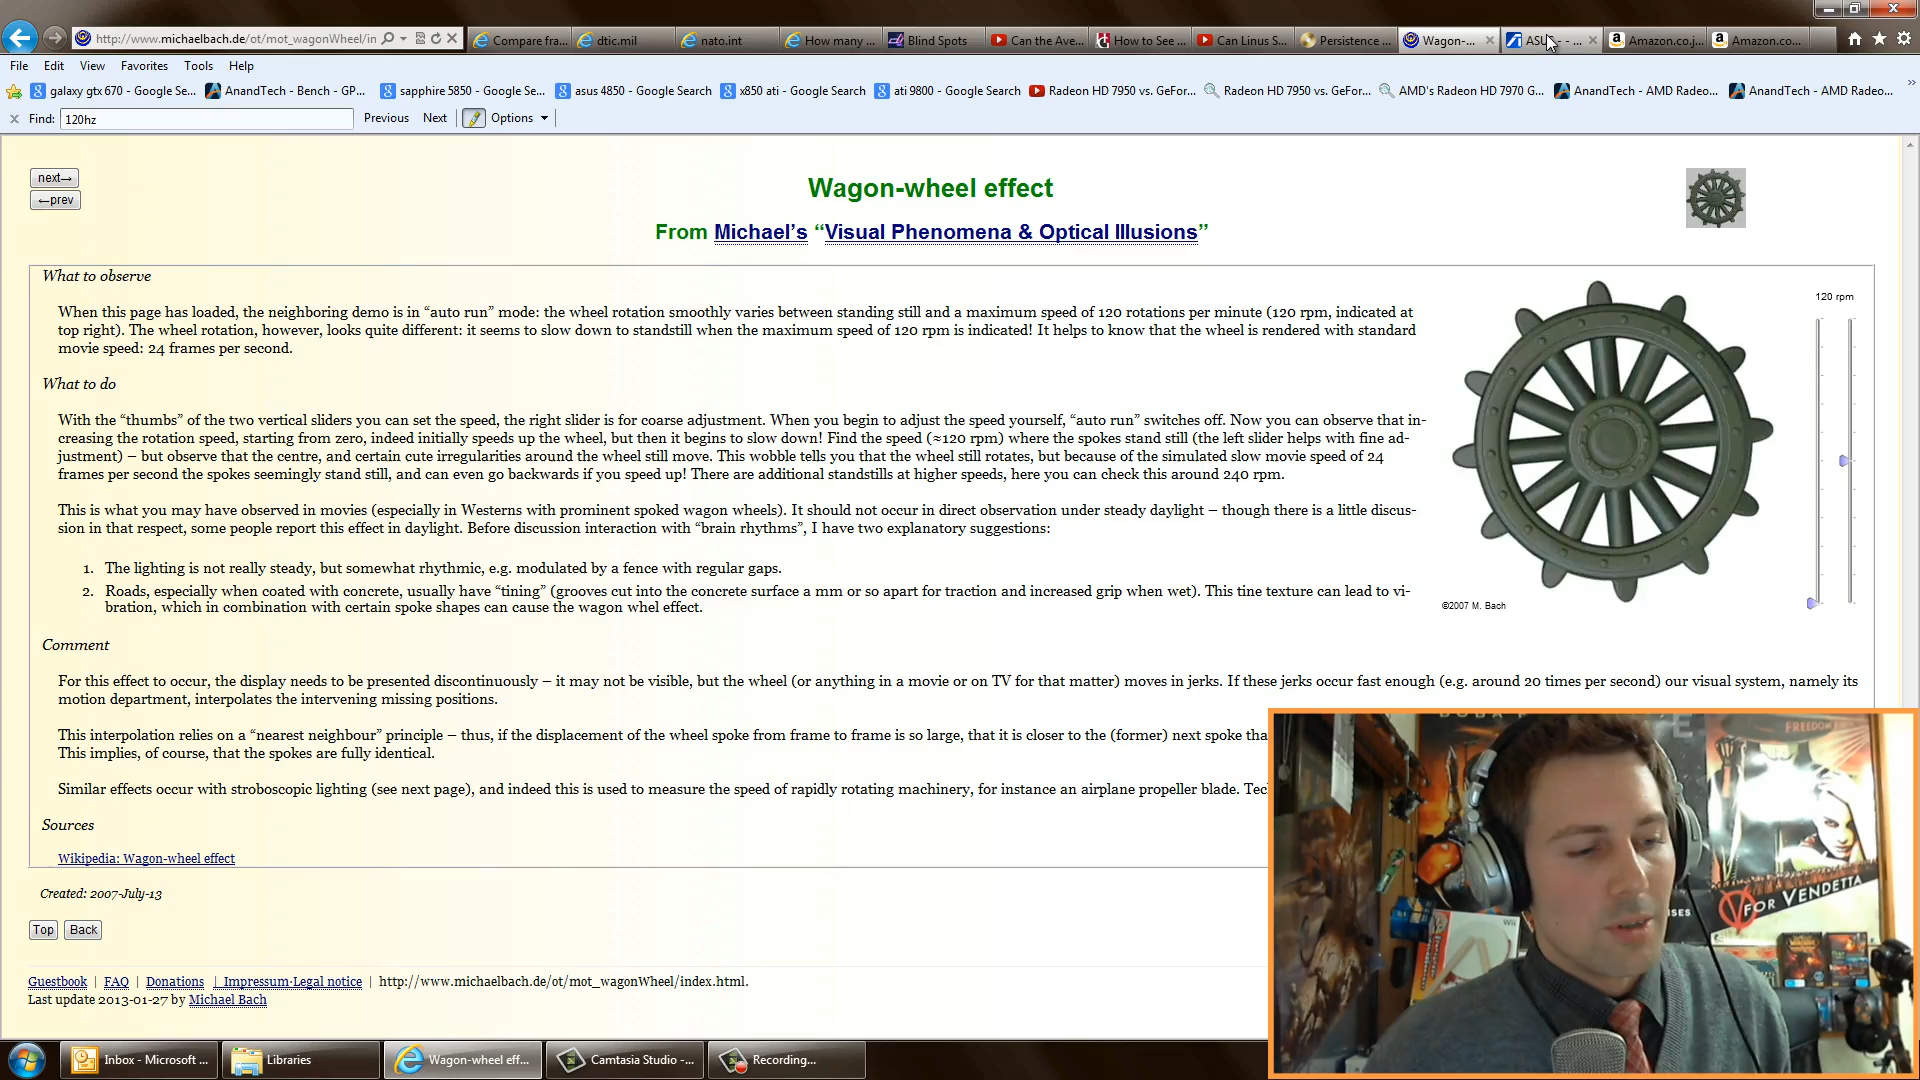 http://www.michaelbach.de/ot/mot_wagonWheel/in
Compare fra...
dtic.mil
nato.int
How many ...
Blind Spots
Can the Ave...
How to See ...
Can Linus S...
Persistence ...
Wagon-...
ASU - ...
Amazon.co.j...
Amazon.co...
File Edit View Favorites Tools Help
galaxy gtx 670 - Google Se...
AnandTech - Bench - GP...
sapphire 5850 - Google Se...
asus 4850 - Google Search
x850 ati - Google Search
ati 9800 - Google Search
Radeon HD 7950 vs. GeFor...
Radeon HD 7950 vs. GeFor...
AMD's Radeon HD 7970 G...
AnandTech - AMD Radeo...
AnandTech - AMD Radeo...
Find: 120hz Previous Next Options
next→
←prev
Wagon-wheel effect
From Michael’s “Visual Phenomena & Optical Illusions”
What to observe
When this page has loaded, the neighboring demo is in “auto run” mode: the wheel rotation smoothly varies between standing still and a maximum speed of 120 rotations per minute (120 rpm, indicated at
top right). The wheel rotation, however, looks quite different: it seems to slow down to standstill when the maximum speed of 120 rpm is indicated! It helps to know that the wheel is rendered with standard
movie speed: 24 frames per second.
120 rpm
What to do
With the “thumbs” of the two vertical sliders you can set the speed, the right slider is for coarse adjustment. When you begin to adjust the speed yourself, “auto run” switches off. Now you can observe that in-
creasing the rotation speed, starting from zero, indeed initially speeds up the wheel, but then it begins to slow down! Find the speed (≈120 rpm) where the spokes stand still (the left slider helps with fine ad-
justment) – but observe that the centre, and certain cute irregularities around the wheel still move. This wobble tells you that the wheel still rotates, but because of the simulated slow movie speed of 24
frames per second the spokes seemingly stand still, and can even go backwards if you speed up! There are additional standstills at higher speeds, here you can check this around 240 rpm.
This is what you may have observed in movies (especially in Westerns with prominent spoked wagon wheels). It should not occur in direct observation under steady daylight – though there is a little discus-
sion in that respect, some people report this effect in daylight. Before discussion interaction with “brain rhythms”, I have two explanatory suggestions:
1. The lighting is not really steady, but somewhat rhythmic, e.g. modulated by a fence with regular gaps.
2. Roads, especially when coated with concrete, usually have “tining” (grooves cut into the concrete surface a mm or so apart for traction and increased grip when wet). This tine texture can lead to vi-
bration, which in combination with certain spoke shapes can cause the wagon whel effect.
©2007 M. Bach
Comment
For this effect to occur, the display needs to be presented discontinuously – it may not be visible, but the wheel (or anything in a movie or on TV for that matter) moves in jerks. If these jerks occur fast enough (e.g. around 20 times per second) our visual system, namely its
motion department, interpolates the intervening missing positions.
This interpolation relies on a “nearest neighbour” principle – thus, if the displacement of the wheel spoke from frame to frame is so large, that it is closer to the (former) next spoke tha
This implies, of course, that the spokes are fully identical.
Similar effects occur with stroboscopic lighting (see next page), and indeed this is used to measure the speed of rapidly rotating machinery, for instance an airplane propeller blade. Tec
Sources
Wikipedia: Wagon-wheel effect
Created: 2007-July-13
Top Back
Guestbook | FAQ | Donations | Impressum·Legal notice | http://www.michaelbach.de/ot/mot_wagonWheel/index.html.
Last update 2013-01-27 by Michael Bach
FREEDOM
V FOR VENDETTA
Wii
Inbox - Microsoft ...
Libraries
Wagon-wheel eff...
Camtasia Studio -...
Recording...